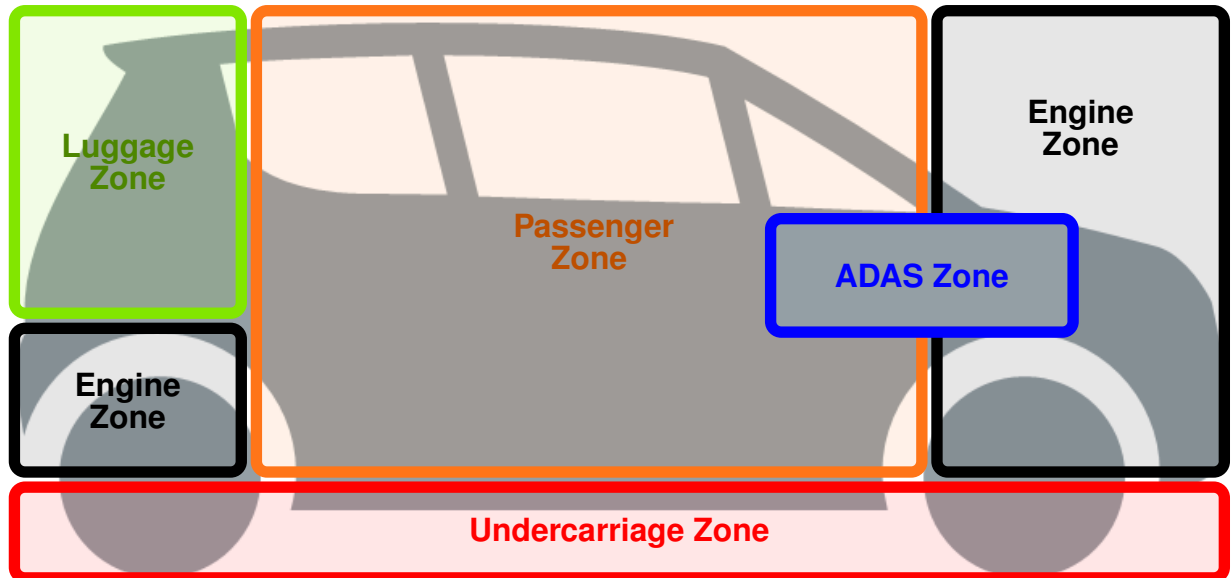 Luggage
Zone
Passenger
Zone
Engine
Zone
ADAS Zone
Engine
Zone
Undercarriage Zone